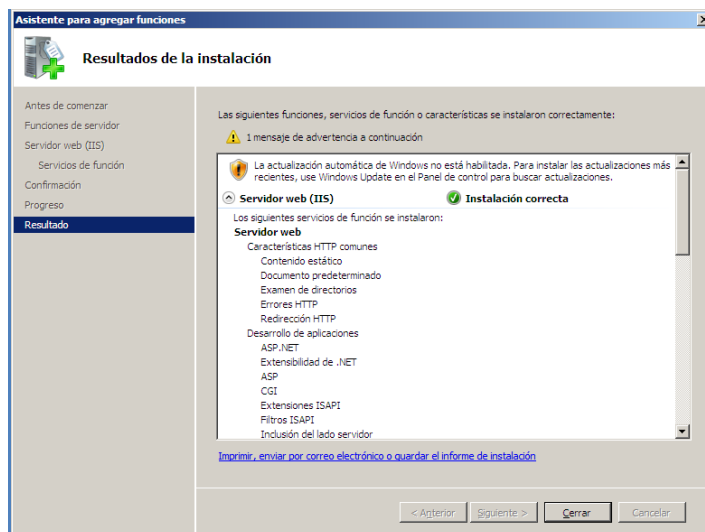 Asistente para agregar funciones
Resultados de la instalación
Antes de comenzar
Funciones de servidor
Servidor web (IIS)
Servicios de función
Confirmación
Progreso
Resultado
Las siguientes funciones, servicios de función o características se instalaron correctamente:
1 mensaje de advertencia a continuación
La actualización automática de Windows no está habilitada. Para instalar las actualizaciones más
recientes, use Windows Update en el Panel de control para buscar actualizaciones.
Servidor web (IIS) Instalación correcta
Los siguientes servicios de función se instalaron:
Servidor web
Características HTTP comunes
Contenido estático
Documento predeterminado
Examen de directorios
Errores HTTP
Redirección HTTP
Desarrollo de aplicaciones
ASP.NET
Extensibilidad de .NET
ASP
CGI
Extensiones ISAPI
Filtros ISAPI
Inclusión del lado servidor
Imprimir, enviar por correo electrónico o guardar el informe de instalación
< Anterior Siguiente > Cerrar Cancelar